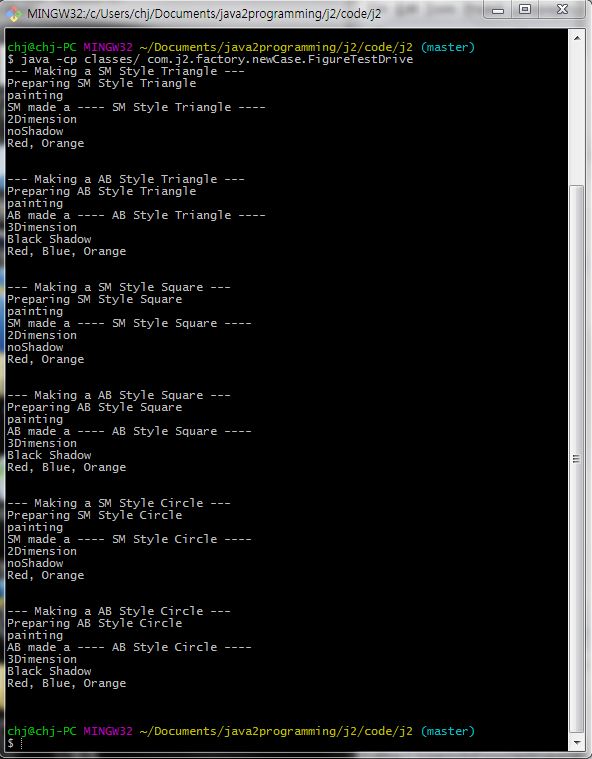 MINGW32:/c/Users/chj/Documents/java2programming/j2/code/j2
chj@chj-PC MINGW32 ~/Documents/java2programming/j2/code/j2 (master)
$ java -cp classes/ com.j2.factory.newCase.FigureTestDrive
--- Making a SM Style Triangle ---
Preparing SM Style Triangle
painting
SM made a ---- SM Style Triangle ----
2Dimension
noShadow
Red, Orange
--- Making a AB Style Triangle ---
Preparing AB Style Triangle
painting
AB made a ---- AB Style Triangle ----
3Dimension
Black Shadow
Red, Blue, Orange
--- Making a SM Style Square ---
Preparing SM Style Square
painting
SM made a ---- SM Style Square ----
2Dimension
noShadow
Red, Orange
--- Making a AB Style Square ---
Preparing AB Style Square
painting
AB made a ---- AB Style Square ----
3Dimension
Black Shadow
Red, Blue, Orange
--- Making a SM Style Circle ---
Preparing SM Style Circle
painting
SM made a ---- SM Style Circle ----
2Dimension
noShadow
Red, Orange
--- Making a AB Style Circle ---
Preparing AB Style Circle
painting
AB made a ---- AB Style Circle ----
3Dimension
Black Shadow
Red, Blue, Orange
chj@chj-PC MINGW32 ~/Documents/java2programming/j2/code/j2 (master)
$